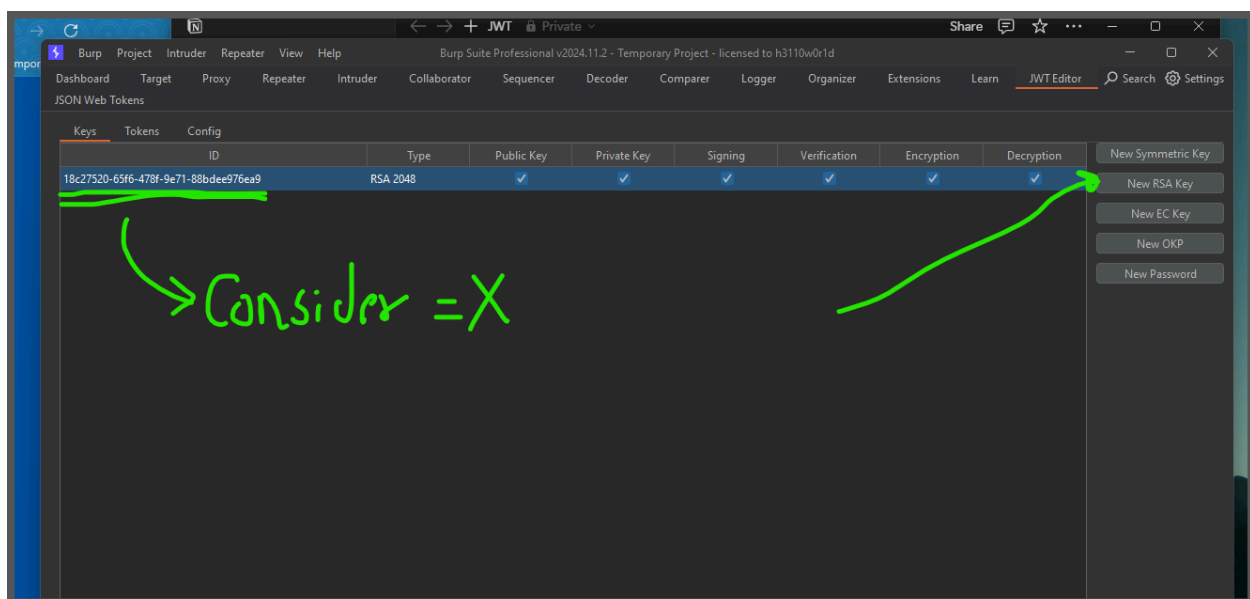 JWT Private Share
mpor
Burp Project Intruder Repeater View Help Burp Suite Professional v2024.11.2 - Temporary Project - licensed to h3110w0r1d
Dashboard Target Proxy Repeater Intruder Collaborator Sequencer Decoder Comparer Logger Organizer Extensions Learn JWT Editor Search Settings
JSON Web Tokens
Keys Tokens Config
ID Type Public Key Private Key Signing Verification Encryption Decryption New Symmetric Key
18c27520-65f6-478f-9e71-88bdee976ea9 RSA 2048 New RSA Key
New EC Key
New OKP
New Password
Consider = X